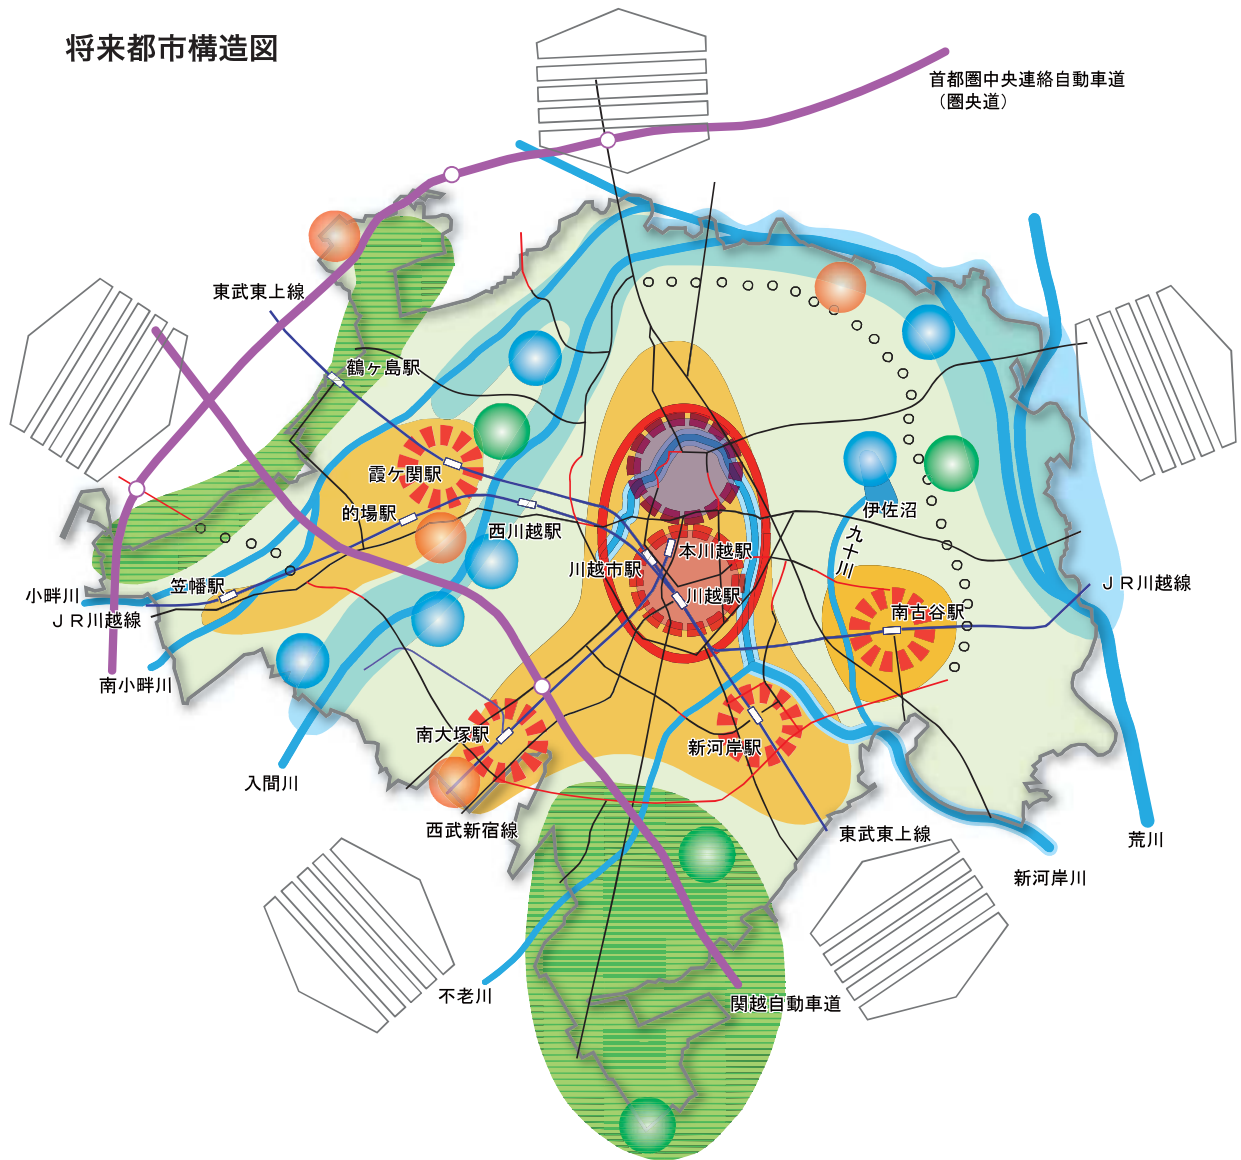 将来都市構造図
首都圏中央連絡自動車道
（圏央道）
東武東上線
鶴ヶ島駅
霞ケ関駅
的場駅
西川越駅
伊佐沼
九十川
本川越駅
川越市駅
川越駅
笠幡駅
小畔川
ＪＲ川越線
ＪＲ川越線
南古谷駅
南小畔川
南大塚駅
新河岸駅
入間川
西武新宿線
東武東上線
荒川
新河岸川
不老川
関越自動車道